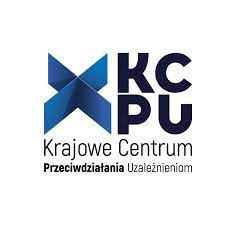 KC
PU
Krajowe Centrum
Przeciwdziałania Uzależnieniom